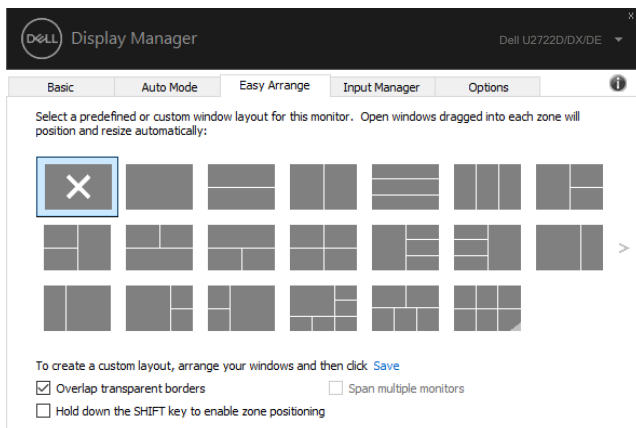 x
DELL Display Manager Dell U2722D/DX/DE
Basic Auto Mode Easy Arrange Input Manager Options
Select a predefined or custom window layout for this monitor. Open windows dragged into each zone will
position and resize automatically:
To create a custom layout, arrange your windows and then click Save
Overlap transparent borders Span multiple monitors
Hold down the SHIFT key to enable zone positioning